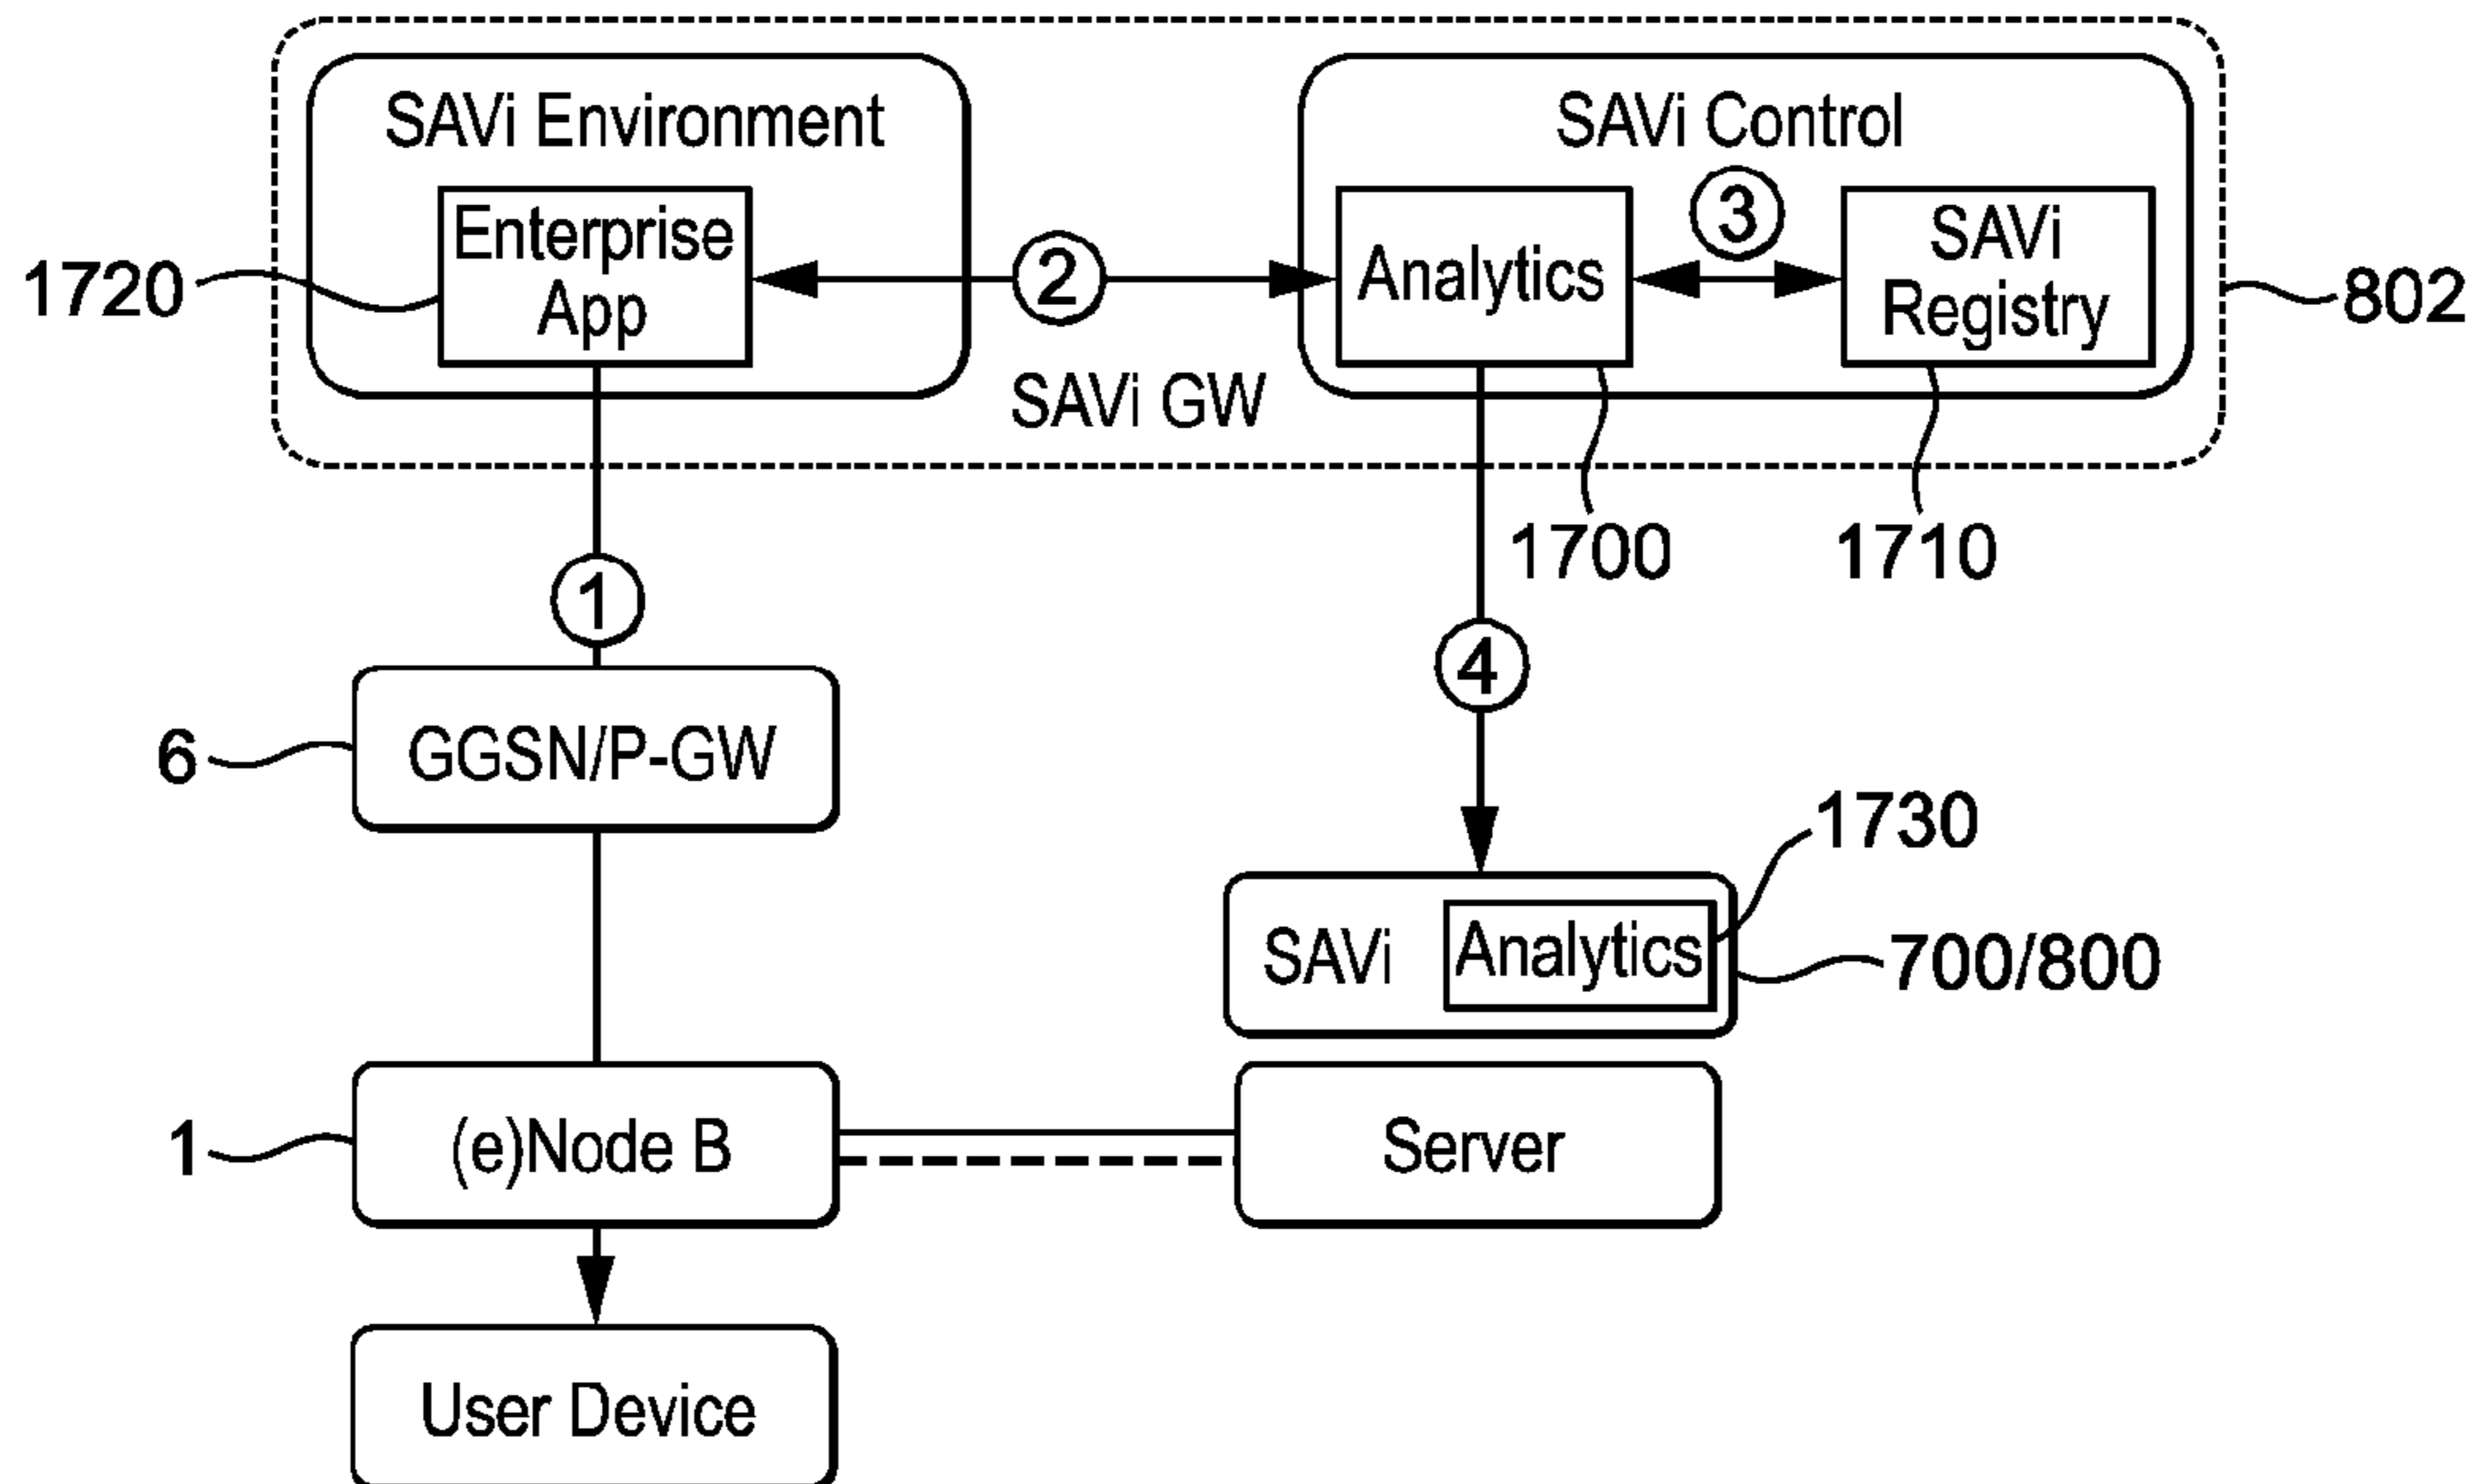 SAVi Environment
SAVi Control
Enterprise
App
1720
2
Analytics
3
SAVi
Registry
802
SAVi GW
1700
1710
1
4
6
GGSN/P-GW
1730
SAVi
Analytics
700/800
1
(e)Node B
Server
User Device